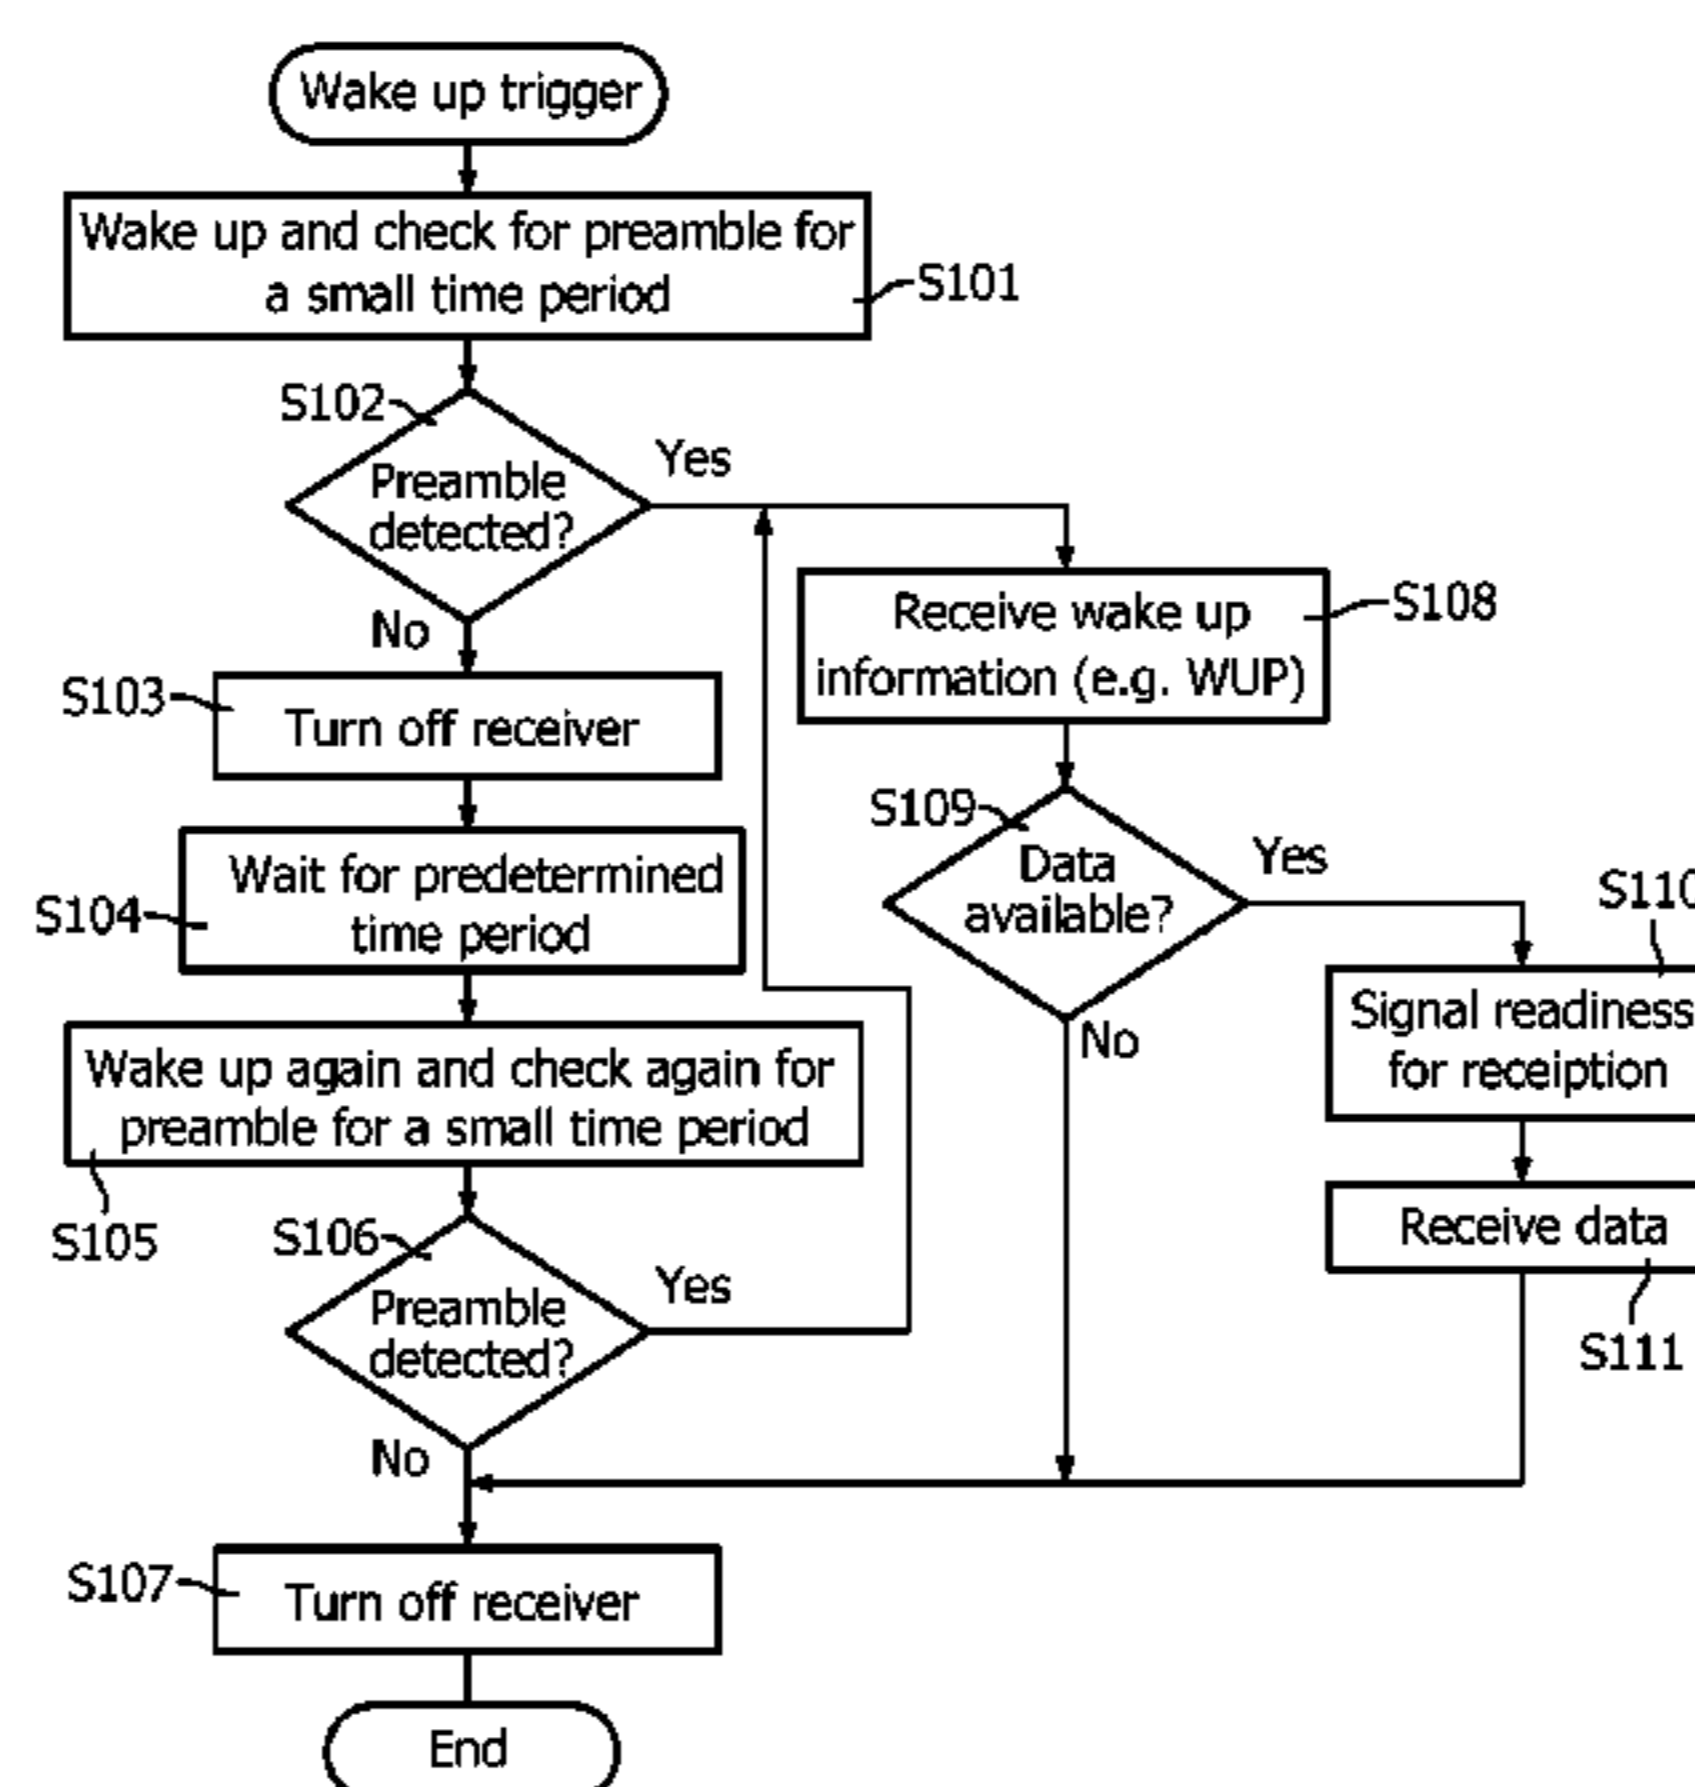 Wake up trigger
Wake up and check for preamble for
a small time period
S101
S102
Preamble
detected?
Yes
No
S103
Turn off receiver
S104
Wait for predetermined
time period
Wake up again and check again for
preamble for a small time period
S105
S106
Preamble
detected?
Yes
No
S107
Turn off receiver
End
Receive wake up
information (e.g. WUP)
S108
S109
Data
available?
Yes
No
S110
Signal readiness
for receiption
Receive data
S111